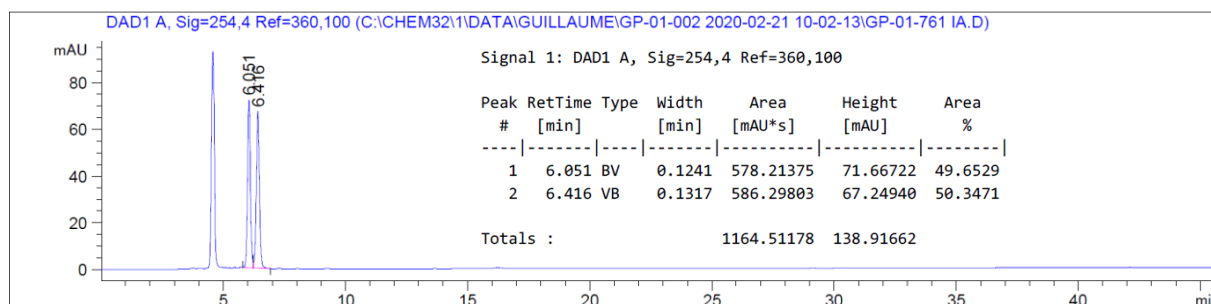 DAD1 A, Sig=254,4 Ref=360,100 (C:\CHEM32\1\DATA\GUILLAUME\GP-01-002 2020-02-21 10-02-13\GP-01-761 IA.D)
mAU
80
60
40
20
0
6.051
6.416
Signal 1: DAD1 A, Sig=254,4 Ref=360,100
Peak RetTime Type Width Area Height Area
# [min] [min] [mAU*s] [mAU] %
----|-------|----|-------|----------|----------|--------|
1 6.051 BV 0.1241 578.21375 71.66722 49.6529
2 6.416 VB 0.1317 586.29803 67.24940 50.3471
Totals : 1164.51178 138.91662
5 10 15 20 25 30 35 40 mi